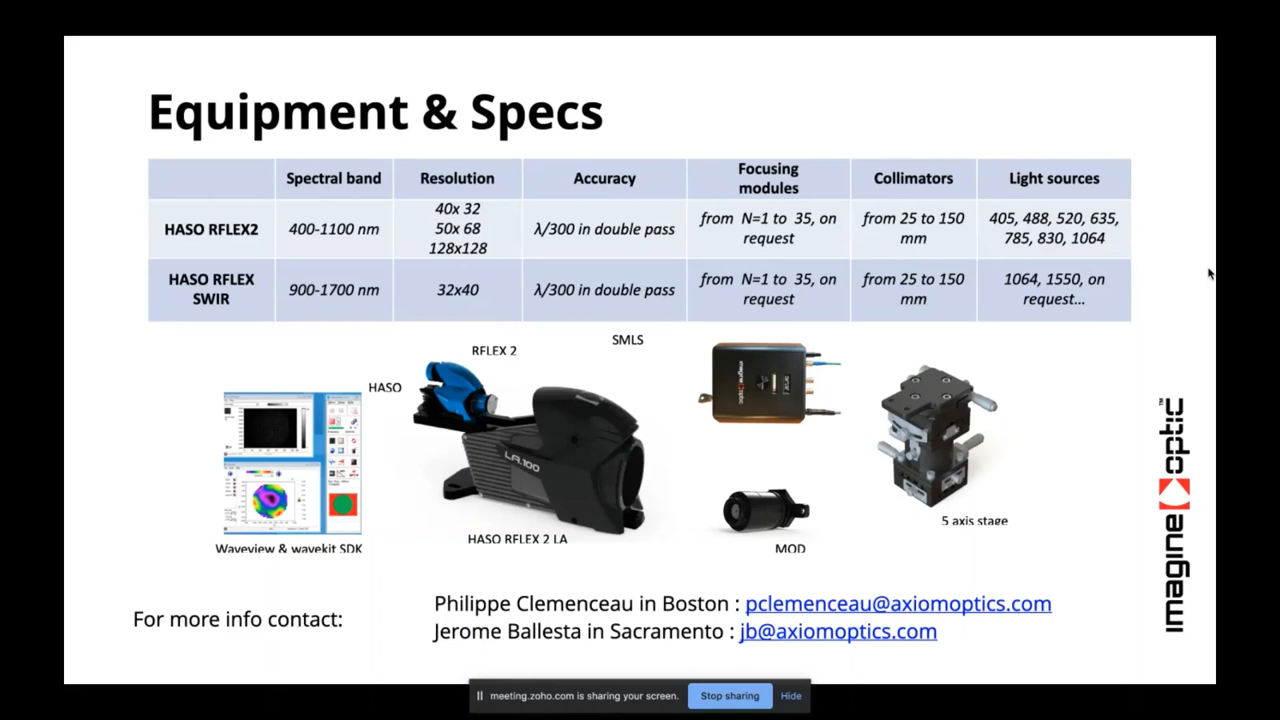 Equipment & Specs
Spectral band
Resolution
Accuracy
Focusing
modules
Collimators
Light sources
HASO RFLEX2
400-1100 nm
40x 32
50x 68
128x128
λ/300 in double pass
from N=1 to 35, on
request
from 25 to 150
mm
405, 488, 520, 635,
785, 830, 1064
HASO RFLEX
SWIR
900-1700 nm
32x40
λ/300 in double pass
from N=1 to 35, on
request
from 25 to 150
mm
1064, 1550, on
request...
SMLS
RFLEX 2
HASO
LA.100
imagine optic
5 axis stage
HASO RFLEX 2 LA
MOD
Waveview & wavekit SDK
imagine optic™
For more info contact:
Philippe Clemenceau in Boston : pclemenceau@axiomoptics.com
Jerome Ballesta in Sacramento : jb@axiomoptics.com
meeting.zoho.com is sharing your screen.
Stop sharing
Hide